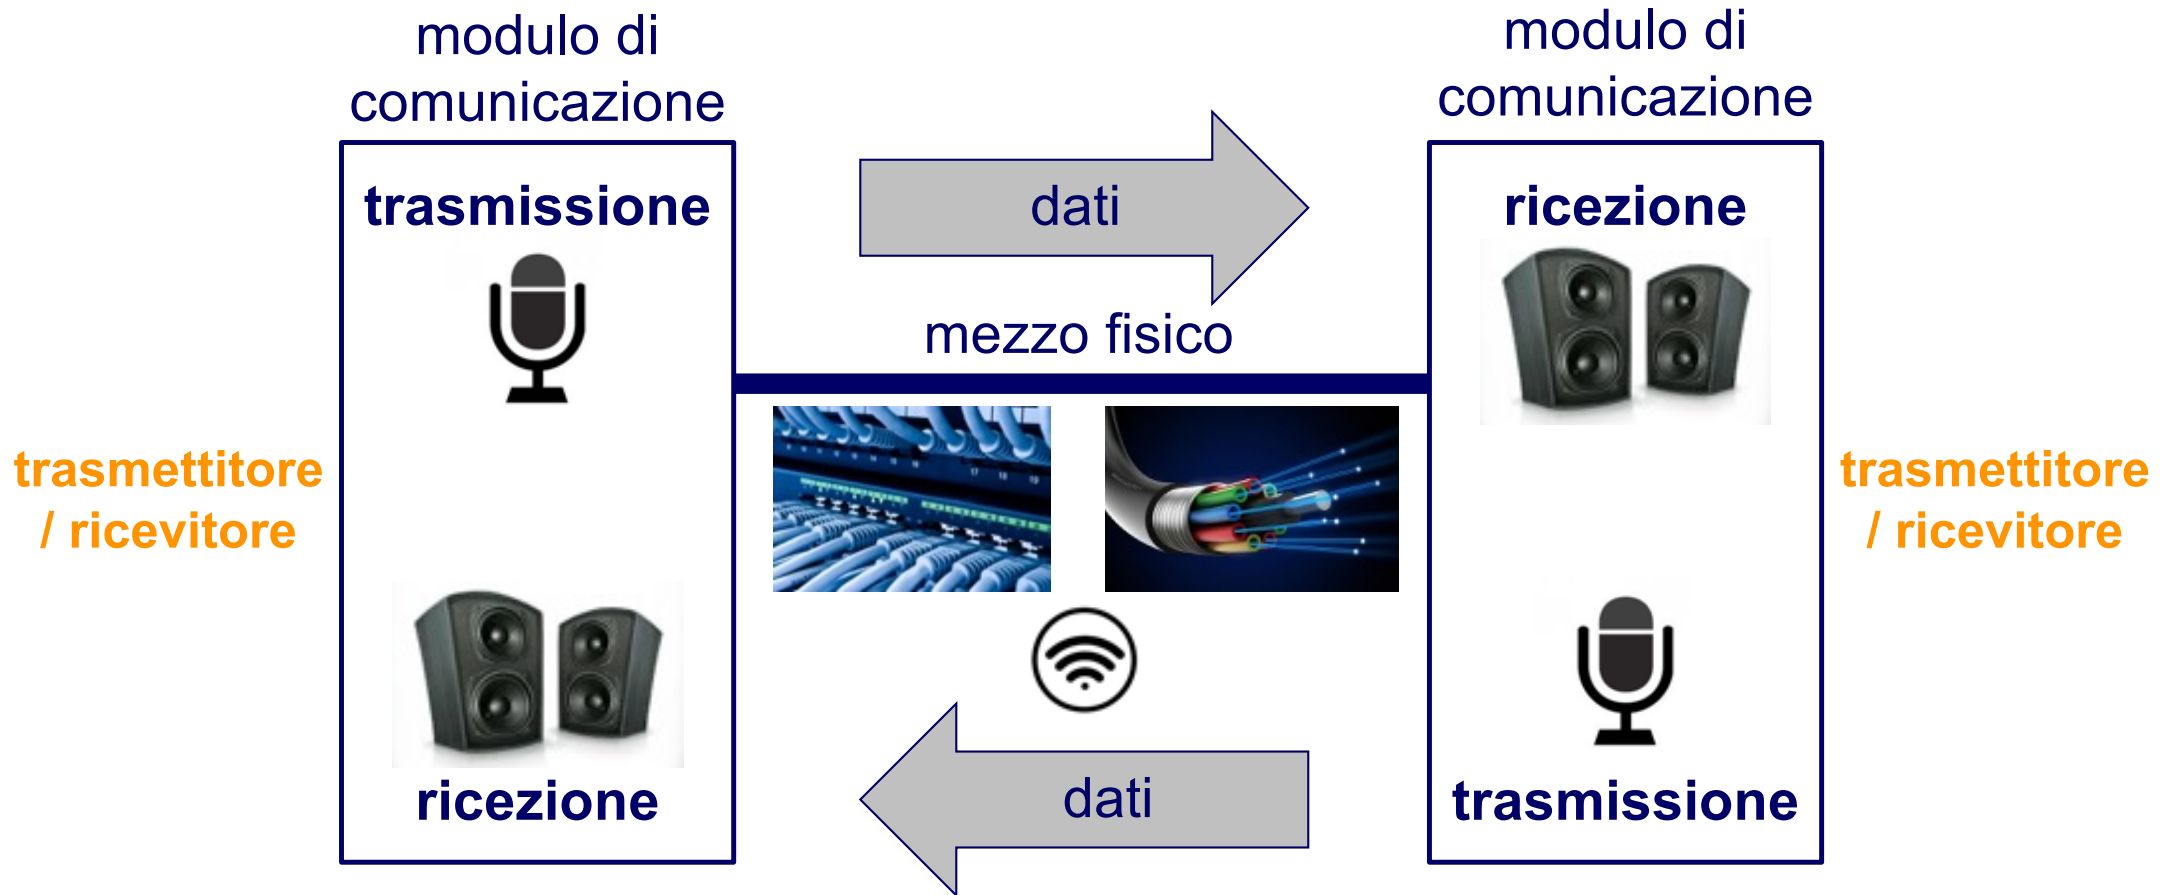 modulo di
comunicazione
modulo di
comunicazione
trasmissione
dati
ricezione
mezzo fisico
trasmettitore
/ ricevitore
trasmettitore
/ ricevitore
ricezione
dati
trasmissione